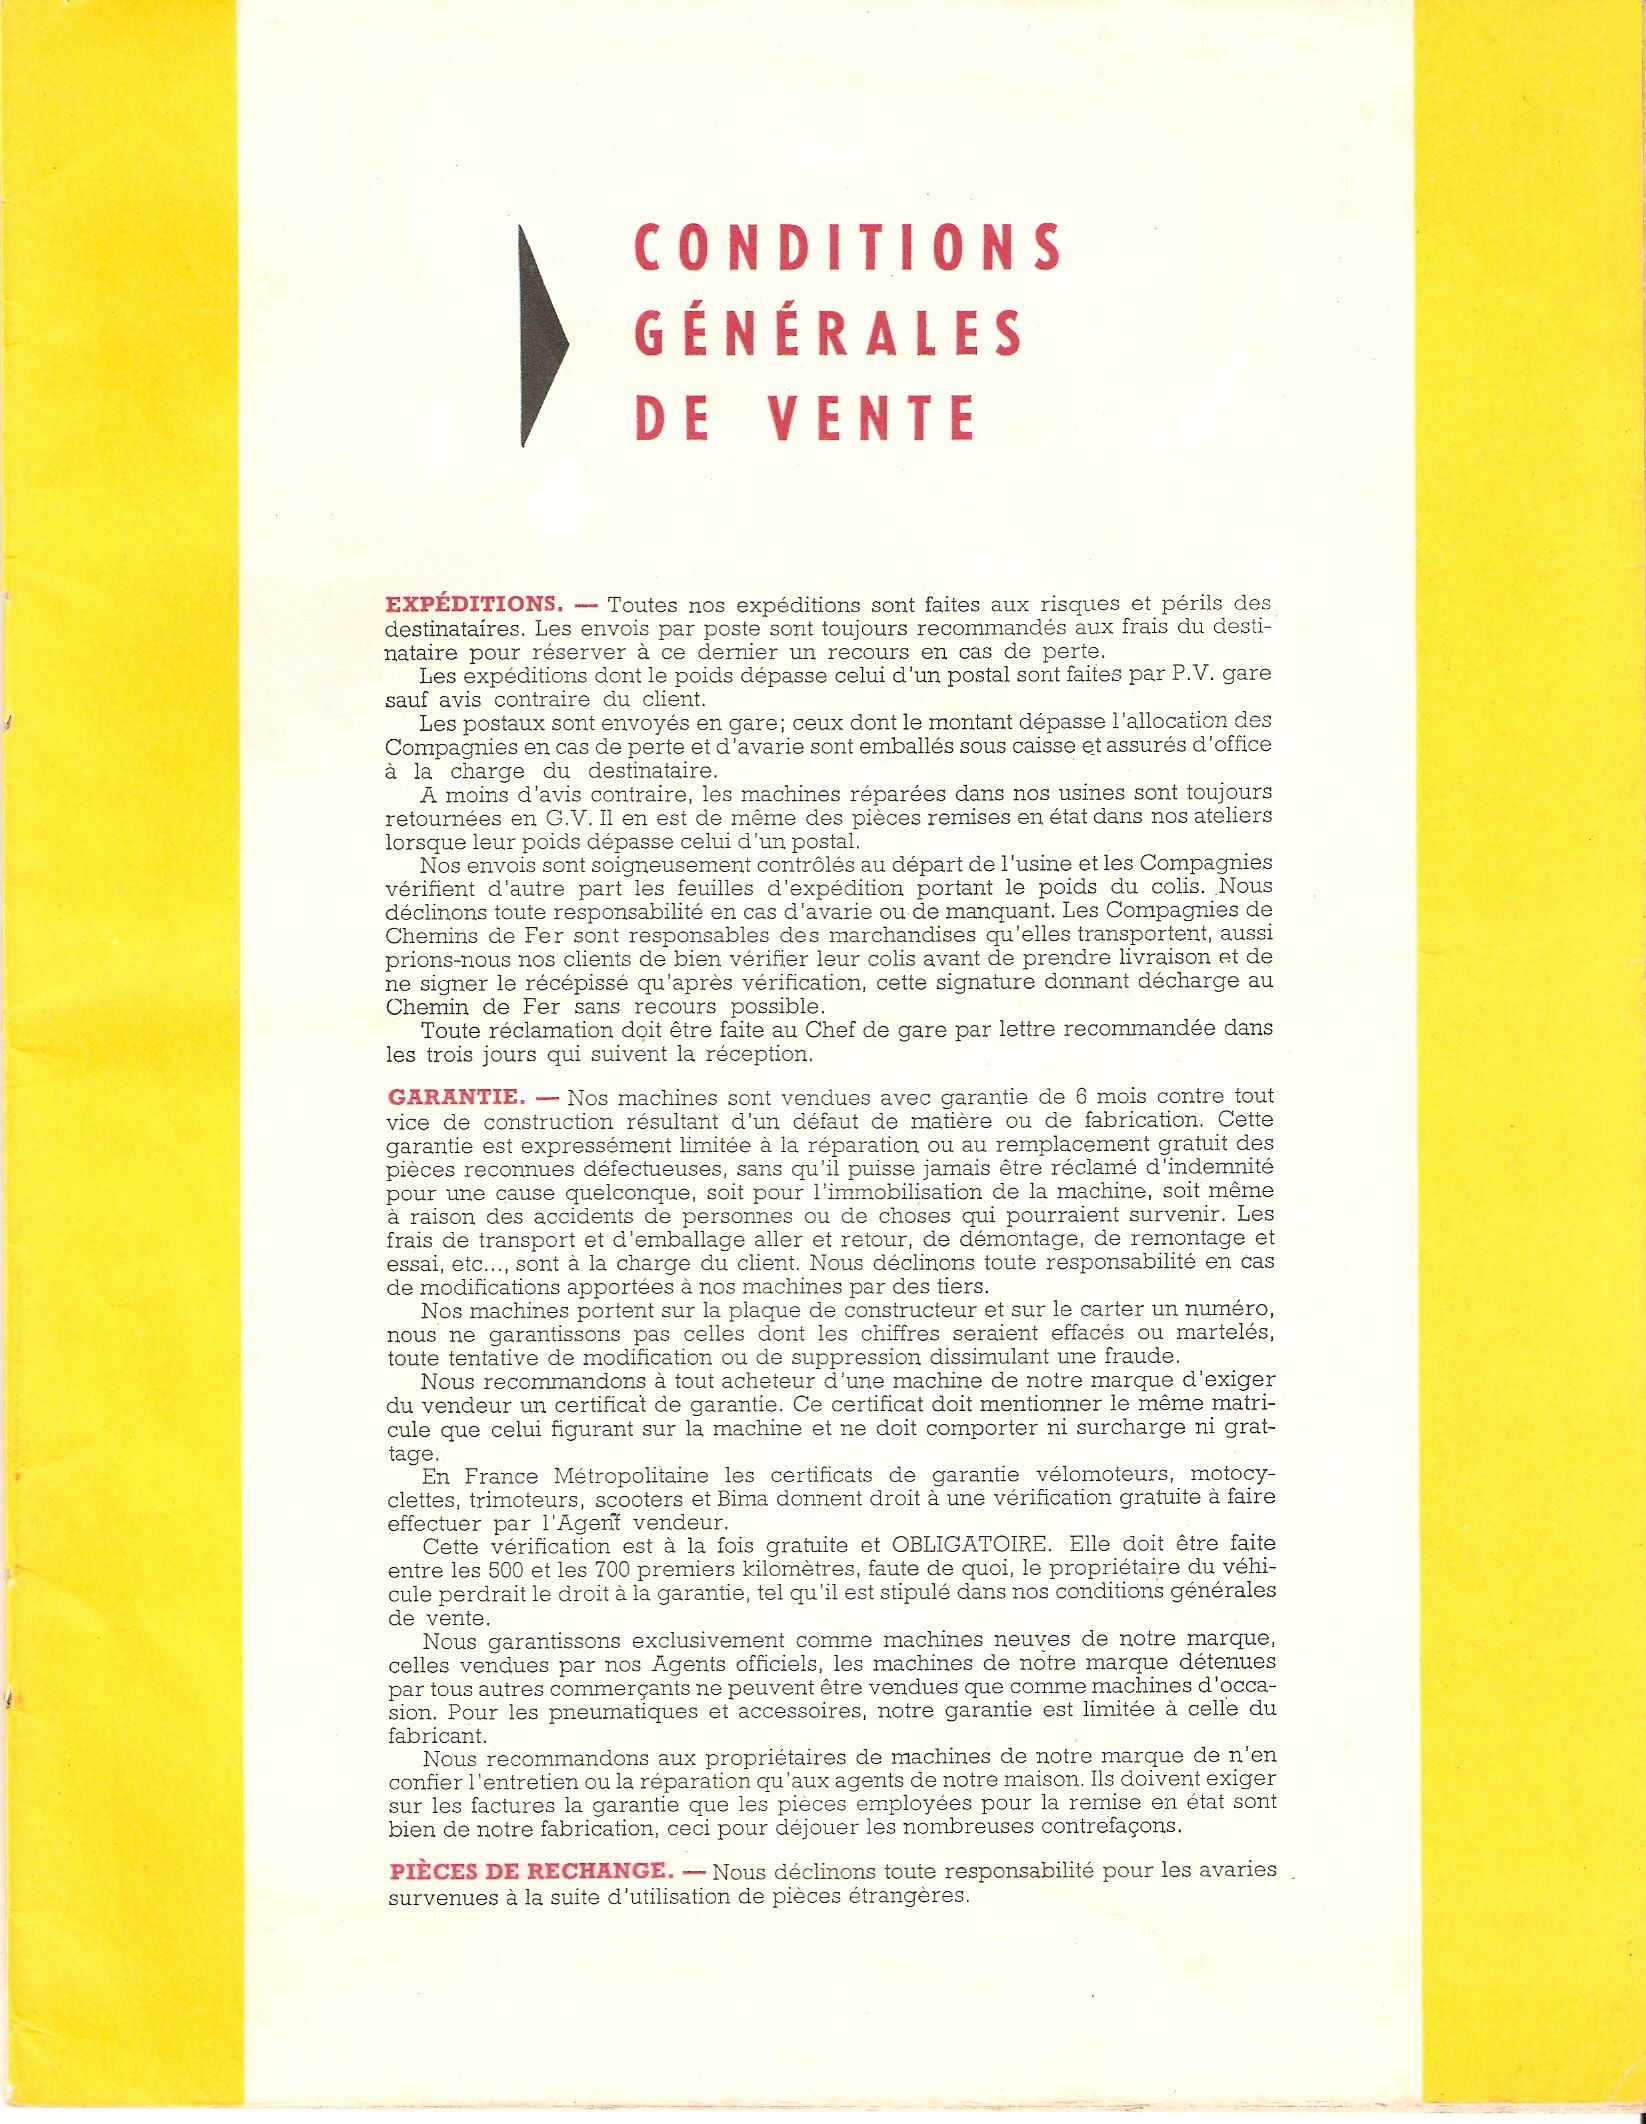 CONDITIONS
GÉNÉRALES
DE VENTE
EXPÉDITIONS. — Toutes nos expéditions sont faites aux risques et périls des
destinataires. Les envois par poste sont toujours recommandés aux frais du desti-
nataire pour réserver à ce dernier un recours en cas de perte.
Les expéditions dont le poids dépasse celui d'un postal sont faites par P.V. gare
sauf avis contraire du client.
Les postaux sont envoyés en gare; ceux dont le montant dépasse l'allocation des
Compagnies en cas de perte et d'avarie sont emballés sous caisse et assurés d'office
à la charge du destinataire.
A moins d'avis contraire, les machines réparées dans nos usines sont toujours
retournées en G.V. Il en est de même des pièces remises en état dans nos ateliers
lorsque leur poids dépasse celui d'un postal.
Nos envois sont soigneusement contrôlés au départ de l'usine et les Compagnies
vérifient d'autre part les feuilles d'expédition portant le poids du colis. Nous
déclinons toute responsabilité en cas d'avarie ou de manquant. Les Compagnies de
Chemins de Fer sont responsables des marchandises qu'elles transportent, aussi
prions-nous nos clients de bien vérifier leur colis avant de prendre livraison et de
ne signer le récépissé qu'après vérification, cette signature donnant décharge au
Chemin de Fer sans recours possible.
Toute réclamation doit être faite au Chef de gare par lettre recommandée dans
les trois jours qui suivent la réception.
GARANTIE. — Nos machines sont vendues avec garantie de 6 mois contre tout
vice de construction résultant d'un défaut de matière ou de fabrication. Cette
garantie est expressément limitée à la réparation ou au remplacement gratuit des
pièces reconnues défectueuses, sans qu'il puisse jamais être réclamé d'indemnité
pour une cause quelconque, soit pour l'immobilisation de la machine, soit même
à raison des accidents de personnes ou de choses qui pourraient survenir. Les
frais de transport et d'emballage aller et retour, de démontage, de remontage et
essai, etc..., sont à la charge du client. Nous déclinons toute responsabilité en cas
de modifications apportées à nos machines par des tiers.
Nos machines portent sur la plaque de constructeur et sur le carter un numéro,
nous ne garantissons pas celles dont les chiffres seraient effacés ou martelés,
toute tentative de modification ou de suppression dissimulant une fraude.
Nous recommandons à tout acheteur d'une machine de notre marque d'exiger
du vendeur un certificat de garantie. Ce certificat doit mentionner le même matri-
cule que celui figurant sur la machine et ne doit comporter ni surcharge ni grat-
tage.
En France Métropolitaine les certificats de garantie vélomoteurs, motocy-
clettes, trimoteurs, scooters et Bima donnent droit à une vérification gratuite à faire
effectuer par l'Agent vendeur.
Cette vérification est à la fois gratuite et OBLIGATOIRE. Elle doit être faite
entre les 500 et les 700 premiers kilomètres, faute de quoi, le propriétaire du véhi-
cule perdrait le droit à la garantie, tel qu'il est stipulé dans nos conditions générales
de vente.
Nous garantissons exclusivement comme machines neuves de notre marque,
celles vendues par nos Agents officiels, les machines de notre marque détenues
par tous autres commerçants ne peuvent être vendues que comme machines d'occa-
sion. Pour les pneumatiques et accessoires, notre garantie est limitée à celle du
fabricant.
Nous recommandons aux propriétaires de machines de notre marque de n'en
confier l'entretien ou la réparation qu'aux agents de notre maison. Ils doivent exiger
sur les factures la garantie que les pièces employées pour la remise en état sont
bien de notre fabrication, ceci pour déjouer les nombreuses contrefaçons.
PIÈCES DE RECHANGE. — Nous déclinons toute responsabilité pour les avaries
survenues à la suite d'utilisation de pièces étrangères.